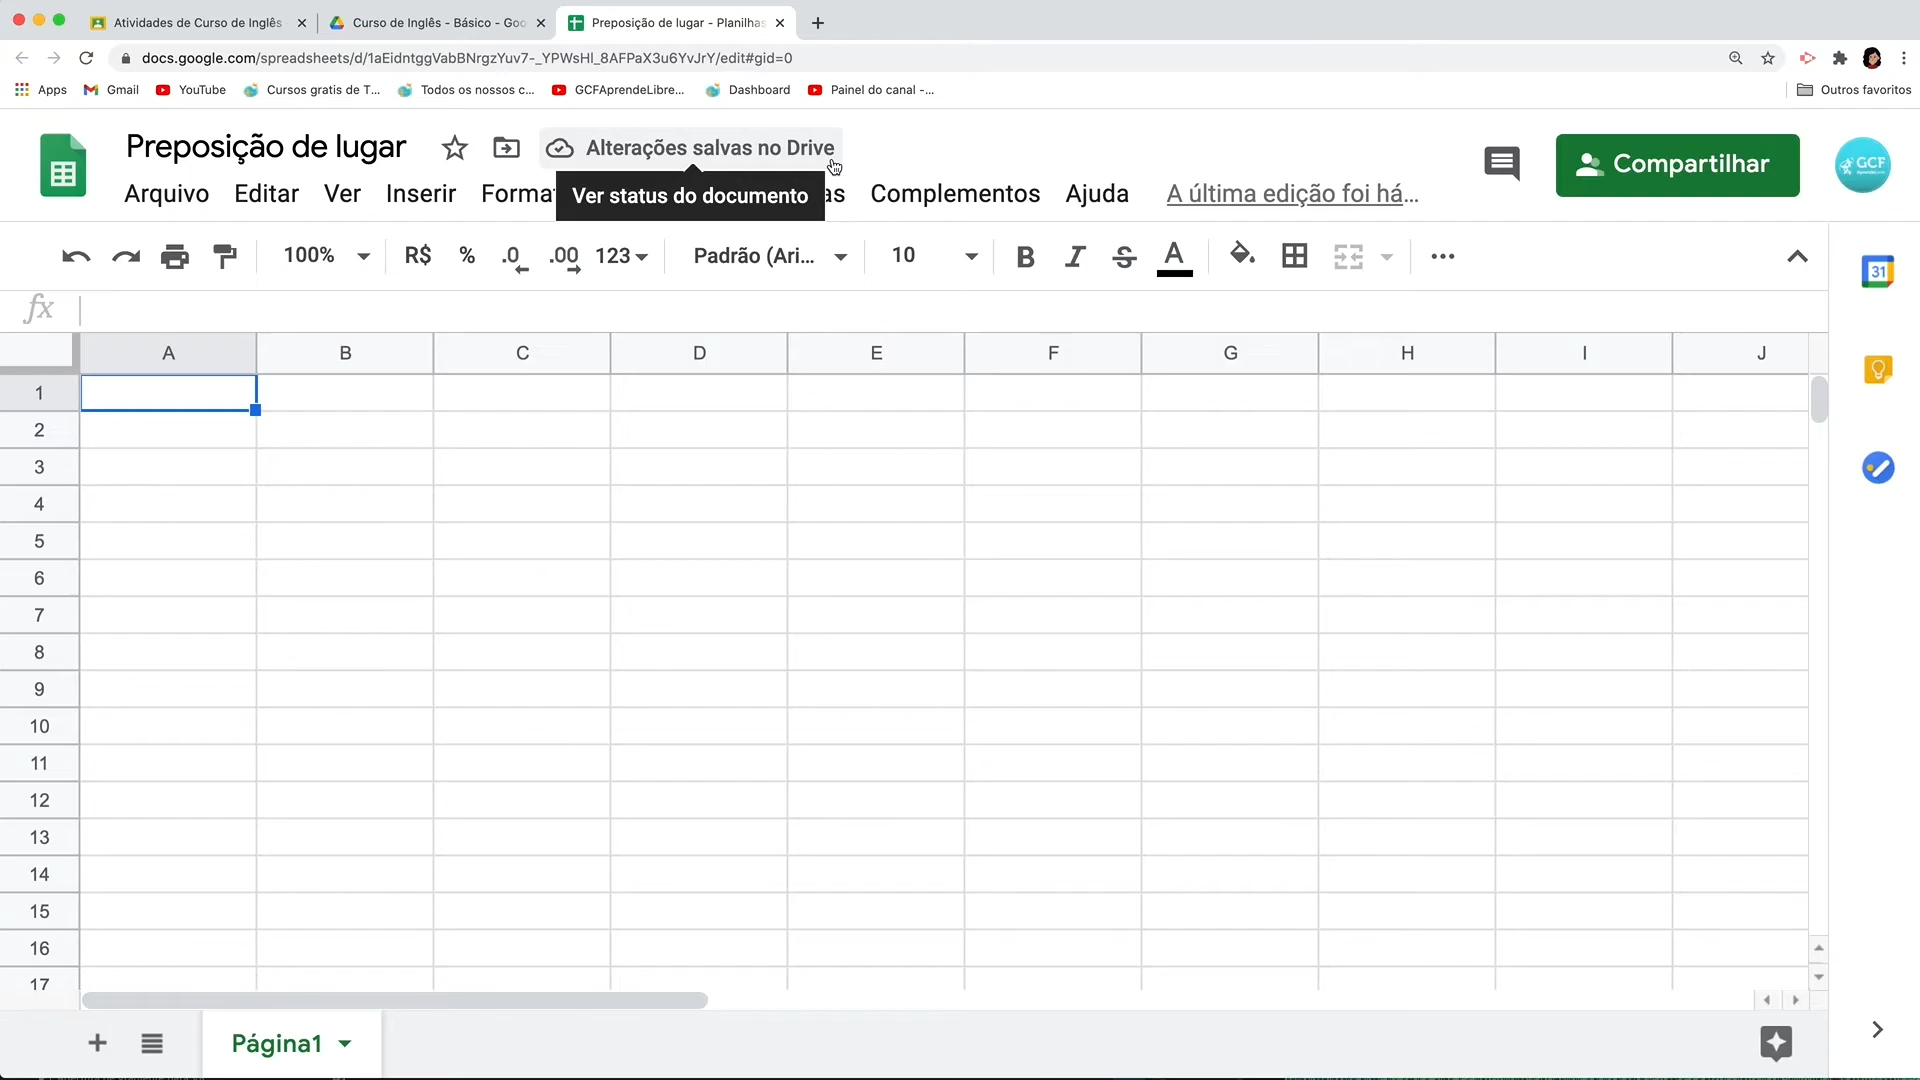 Atividades de Curso de Inglês
Curso de Inglês - Básico - Goo
Preposição de lugar - Planilhas
docs.google.com/spreadsheets/d/1aEidntggVabBNrgzYuv7-_YPWsHl_8AFPaX3u6YvJrY/edit#gid=0
Apps
Gmail
YouTube
Cursos gratis de T...
Todos os nossos c...
GCFAprendeLibre...
Dashboard
Painel do canal -...
Outros favoritos
Preposição de lugar
Alterações salvas no Drive
Compartilhar
GCF
Arquivo Editar Ver Inserir Forma
Ver status do documento
as Complementos Ajuda A última edição foi há...
100% R$ % .0 .00 123 Padrão (Ari... 10 B I S A
31
fx
A B C D E F G H I J
1
2
3
4
5
6
7
8
9
10
11
12
13
14
15
16
17
Página1